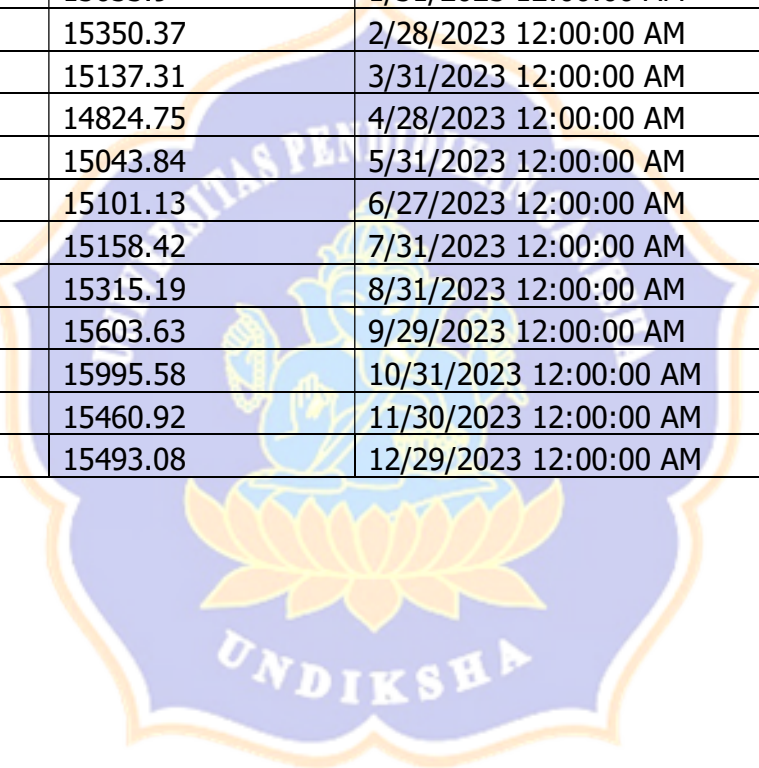 15350.37 2/28/2023 12:00:00 AM
15137.31 3/31/2023 12:00:00 AM
14824.75 4/28/2023 12:00:00 AM
15043.84 5/31/2023 12:00:00 AM
15101.13 6/27/2023 12:00:00 AM
15158.42 7/31/2023 12:00:00 AM
15315.19 8/31/2023 12:00:00 AM
15603.63 9/29/2023 12:00:00 AM
15995.58 10/31/2023 12:00:00 AM
15460.92 11/30/2023 12:00:00 AM
15493.08 12/29/2023 12:00:00 AM
UNIVERSITAS PENDIDIKAN GANESHA
UNDIKSHA